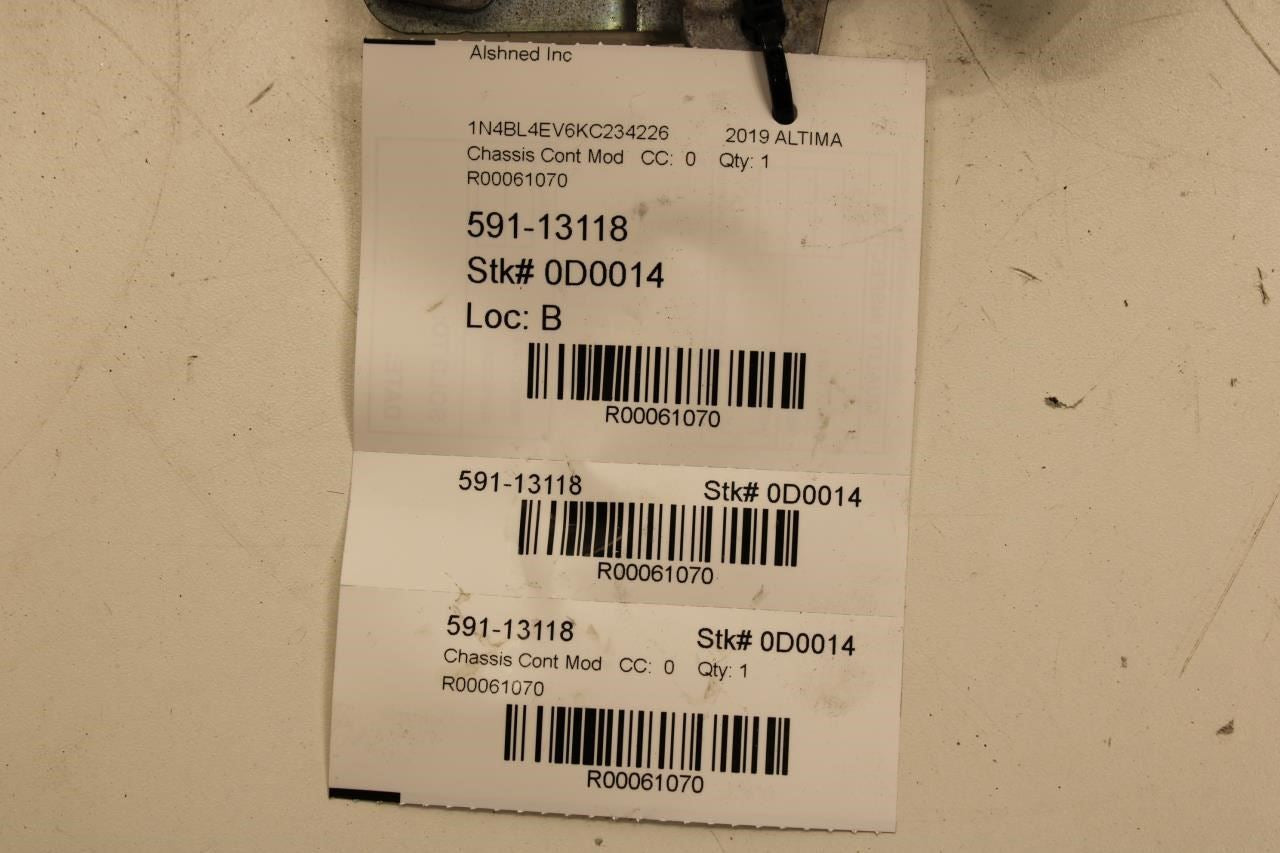 Alshned Inc
1N4BL4EV6KC234226 2019 ALTIMA
Chassis Cont Mod CC: 0 Qty: 1
R00061070
591-13118
Stk# 0D0014
Loc: B
R00061070
591-13118 Stk# 0D0014
R00061070
591-13118 Stk# 0D0014
Chassis Cont Mod CC: 0 Qty: 1
R00061070
R00061070